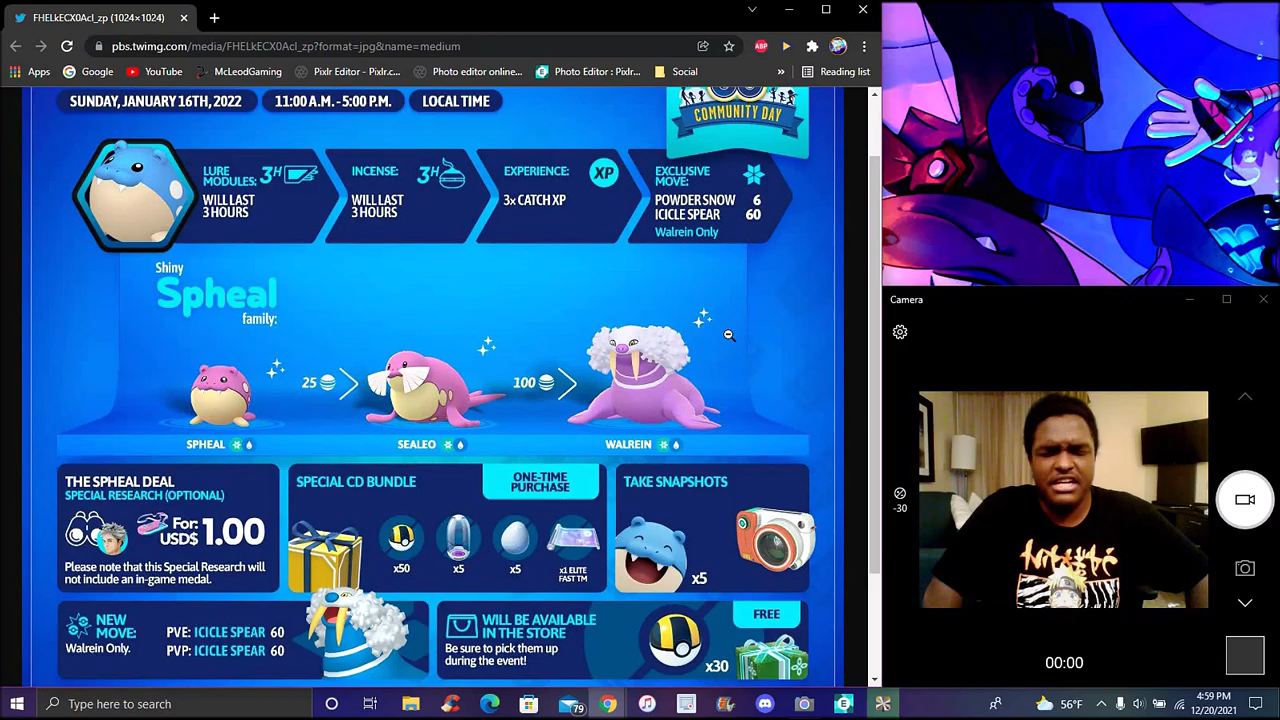 FHELkECX0AcI_zp (1024×1024)
pbs.twimg.com/media/FHELkECX0AcI_zp?format=jpg&name=medium
ABP
Apps
Google
YouTube
McLeodGaming
Pixlr Editor - Pixlr.c...
Photo editor online...
Photo Editor : Pixlr...
Social
»
Reading list
SUNDAY, JANUARY 16TH, 2022
11:00 A.M. - 5:00 P.M.
LOCAL TIME
COMMUNITY DAY
LURE
MODULES: 3H
WILL LAST
3 HOURS
INCENSE: 3H
WILL LAST
3 HOURS
EXPERIENCE: XP
3x CATCH XP
EXCLUSIVE
MOVE:
POWDER SNOW 6
ICICLE SPEAR 60
Walrein Only
Shiny
Spheal
family:
25
100
SPHEAL
SEALEO
WALREIN
THE SPHEAL DEAL
SPECIAL RESEARCH (OPTIONAL)
For:
USD$ 1.00
Please note that this Special Research will
not include an in-game medal.
SPECIAL CD BUNDLE
ONE-TIME
PURCHASE
x50
x5
x5
x1 ELITE
FAST TM
TAKE SNAPSHOTS
x5
NEW
MOVE:
Walrein Only.
PVE: ICICLE SPEAR 60
PVP: ICICLE SPEAR 60
WILL BE AVAILABLE
IN THE STORE
Be sure to pick them up
during the event!
FREE
x30
Camera
-30
00:00
Type here to search
79
56°F
4:59 PM
12/20/2021